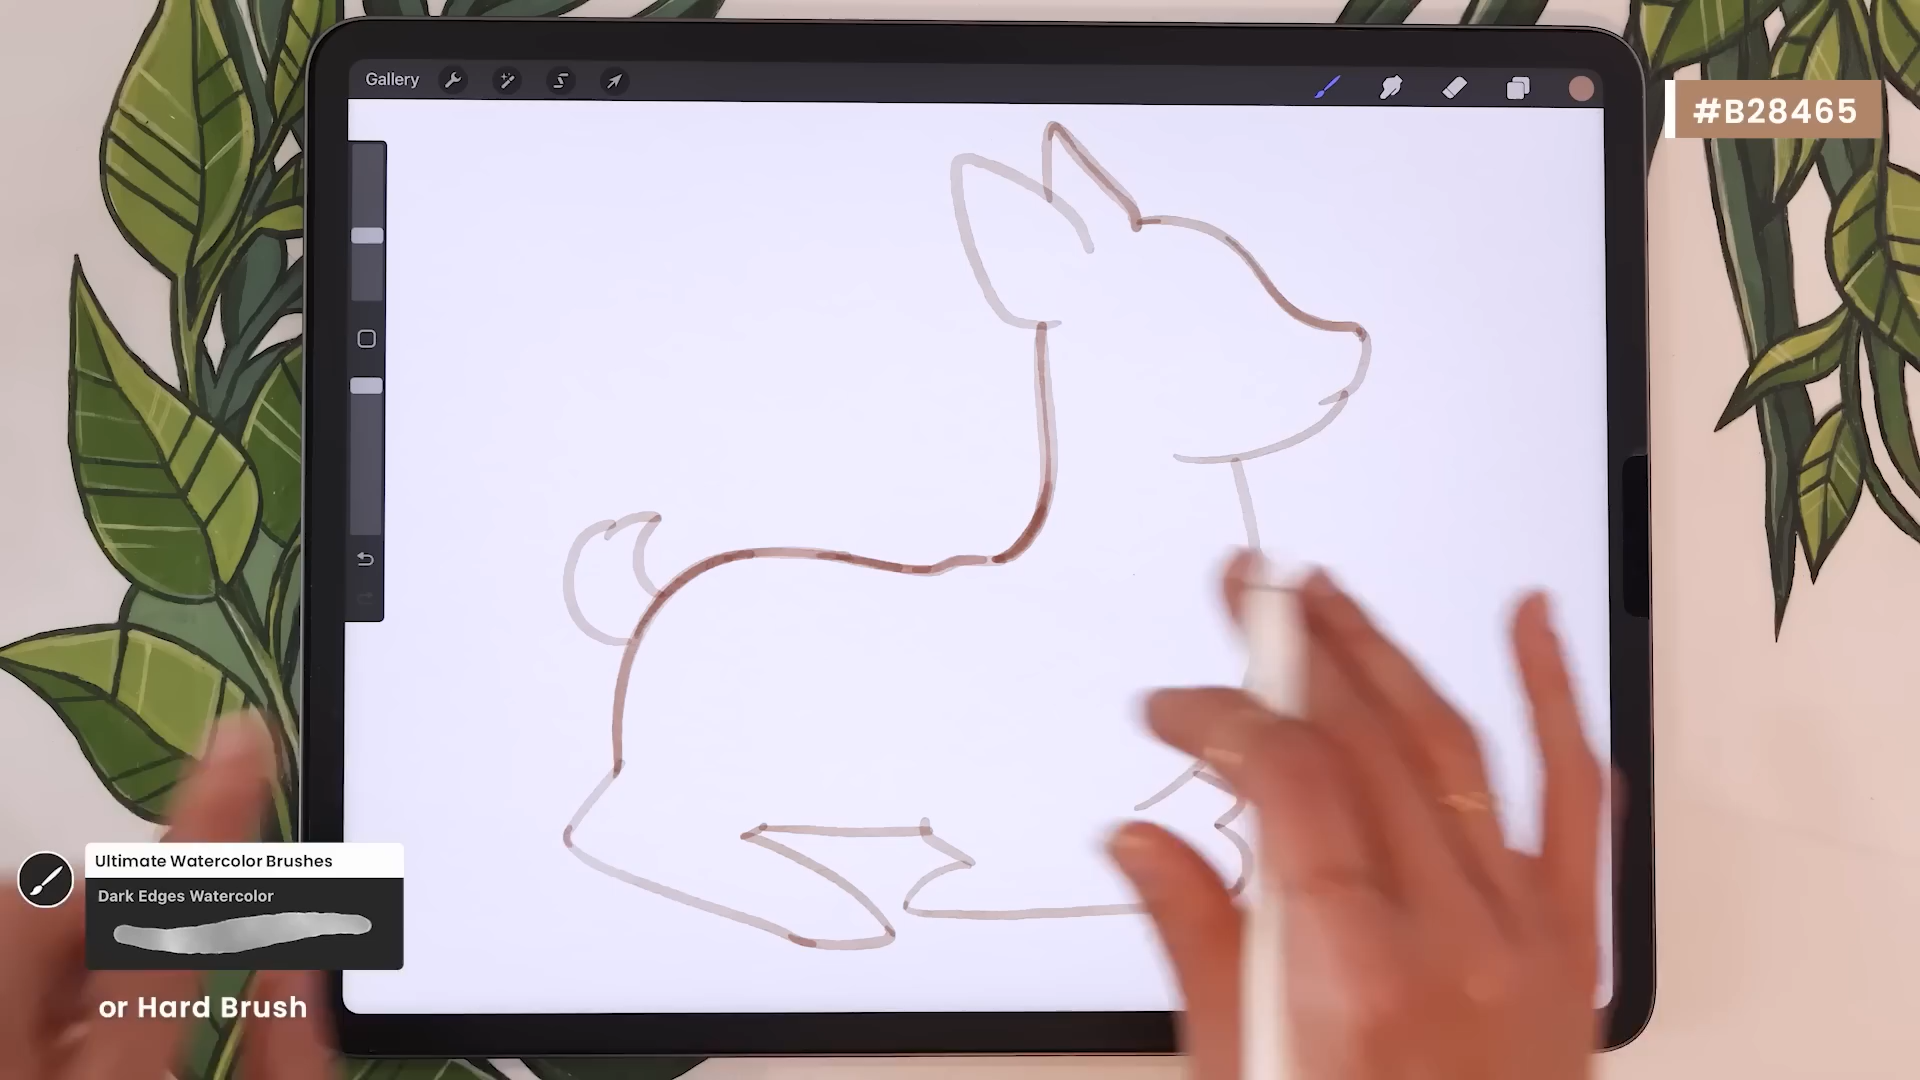 Gallery
#B28465
Ultimate Watercolor Brushes
Dark Edges Watercolor
or Hard Brush